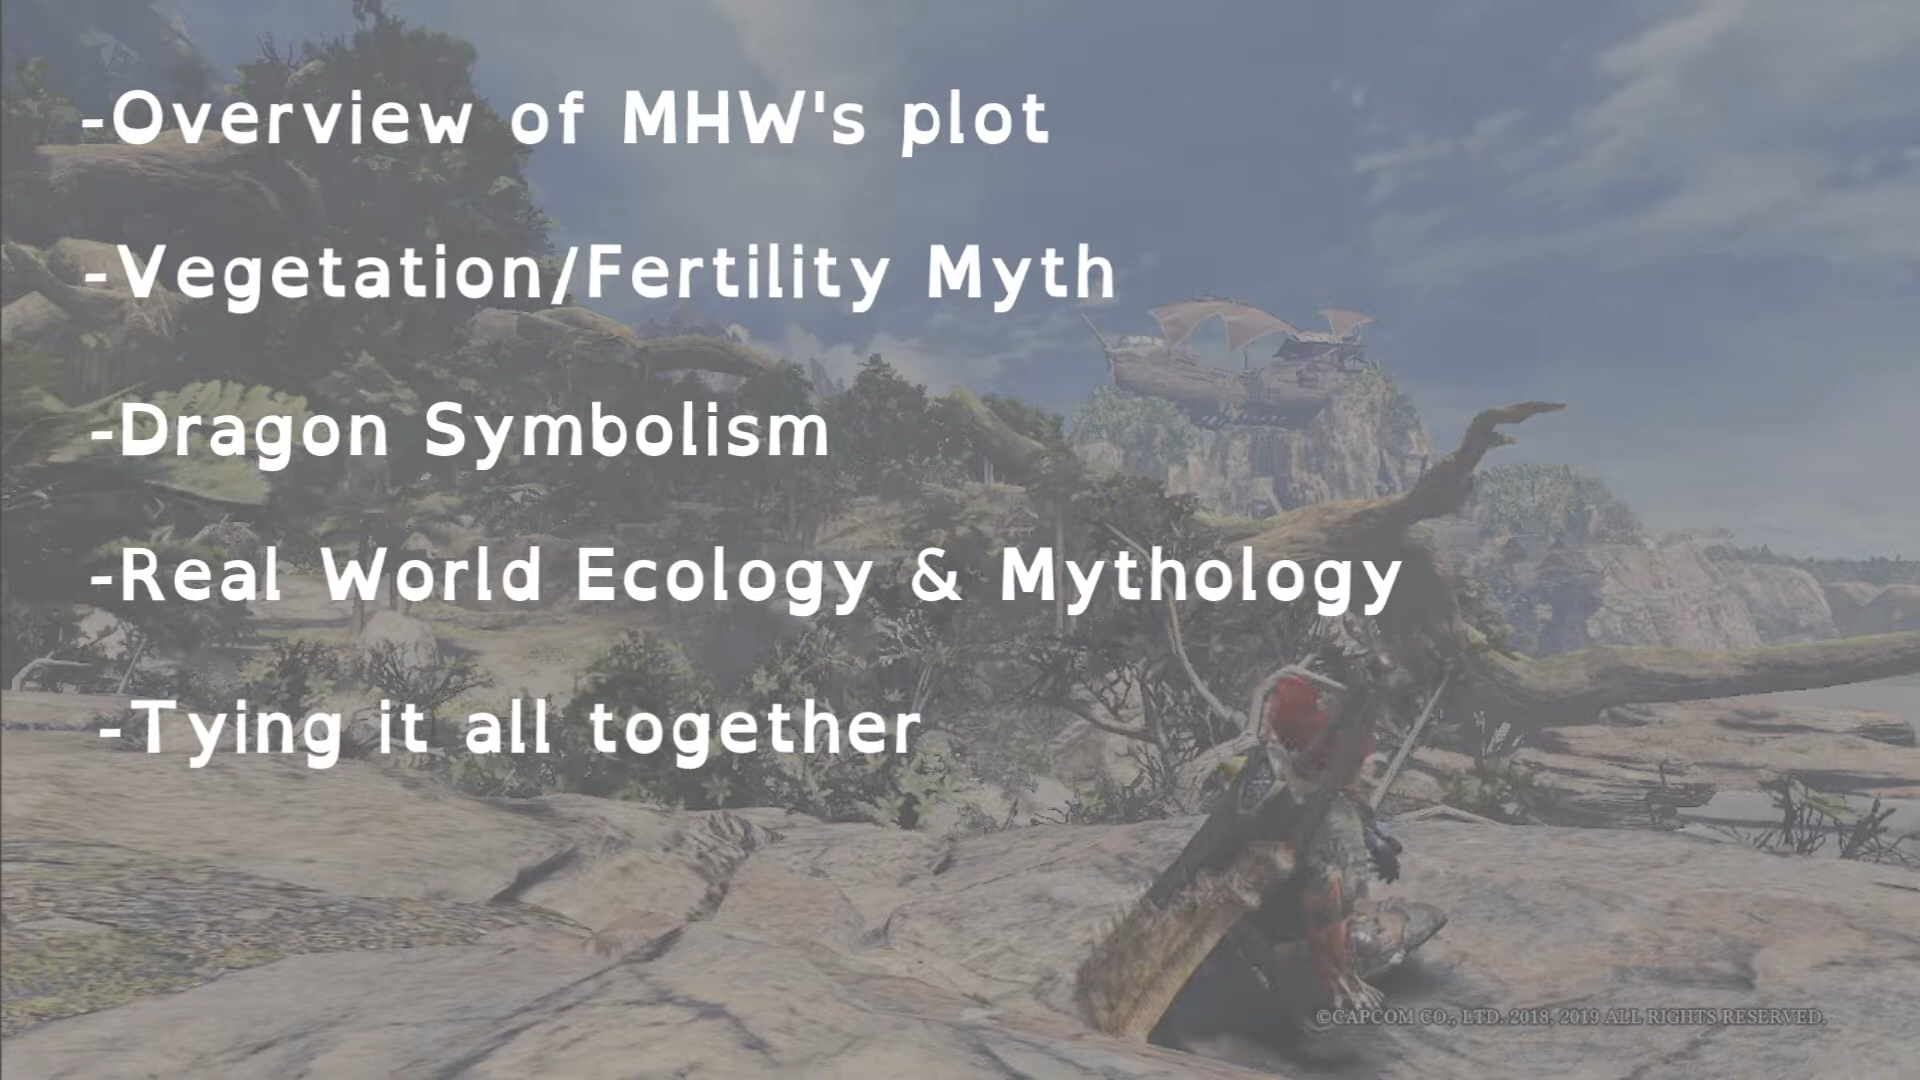 -Overview of MHW's plot
-Vegetation/Fertility Myth
-Dragon Symbolism
-Real World Ecology & Mythology
-Tying it all together
©CAPCOM CO., LTD. 2018, 2019 ALL RIGHTS RESERVED.